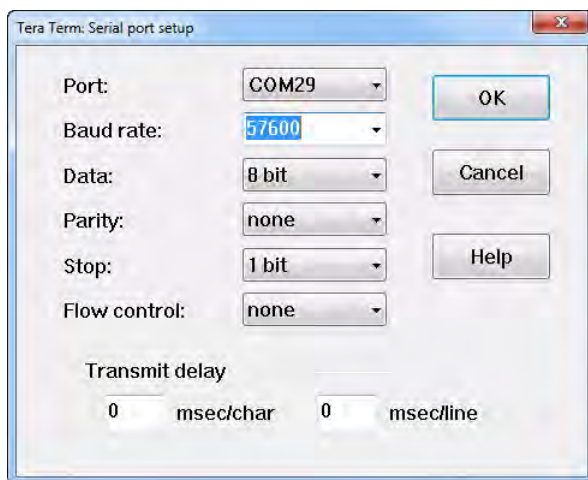 Tera Term: Serial port setup
Port: COM29
OK
Baud rate: 57600
Data: 8 bit
Cancel
Parity: none
Stop: 1 bit
Help
Flow control: none
Transmit delay
0 msec/char 0 msec/line